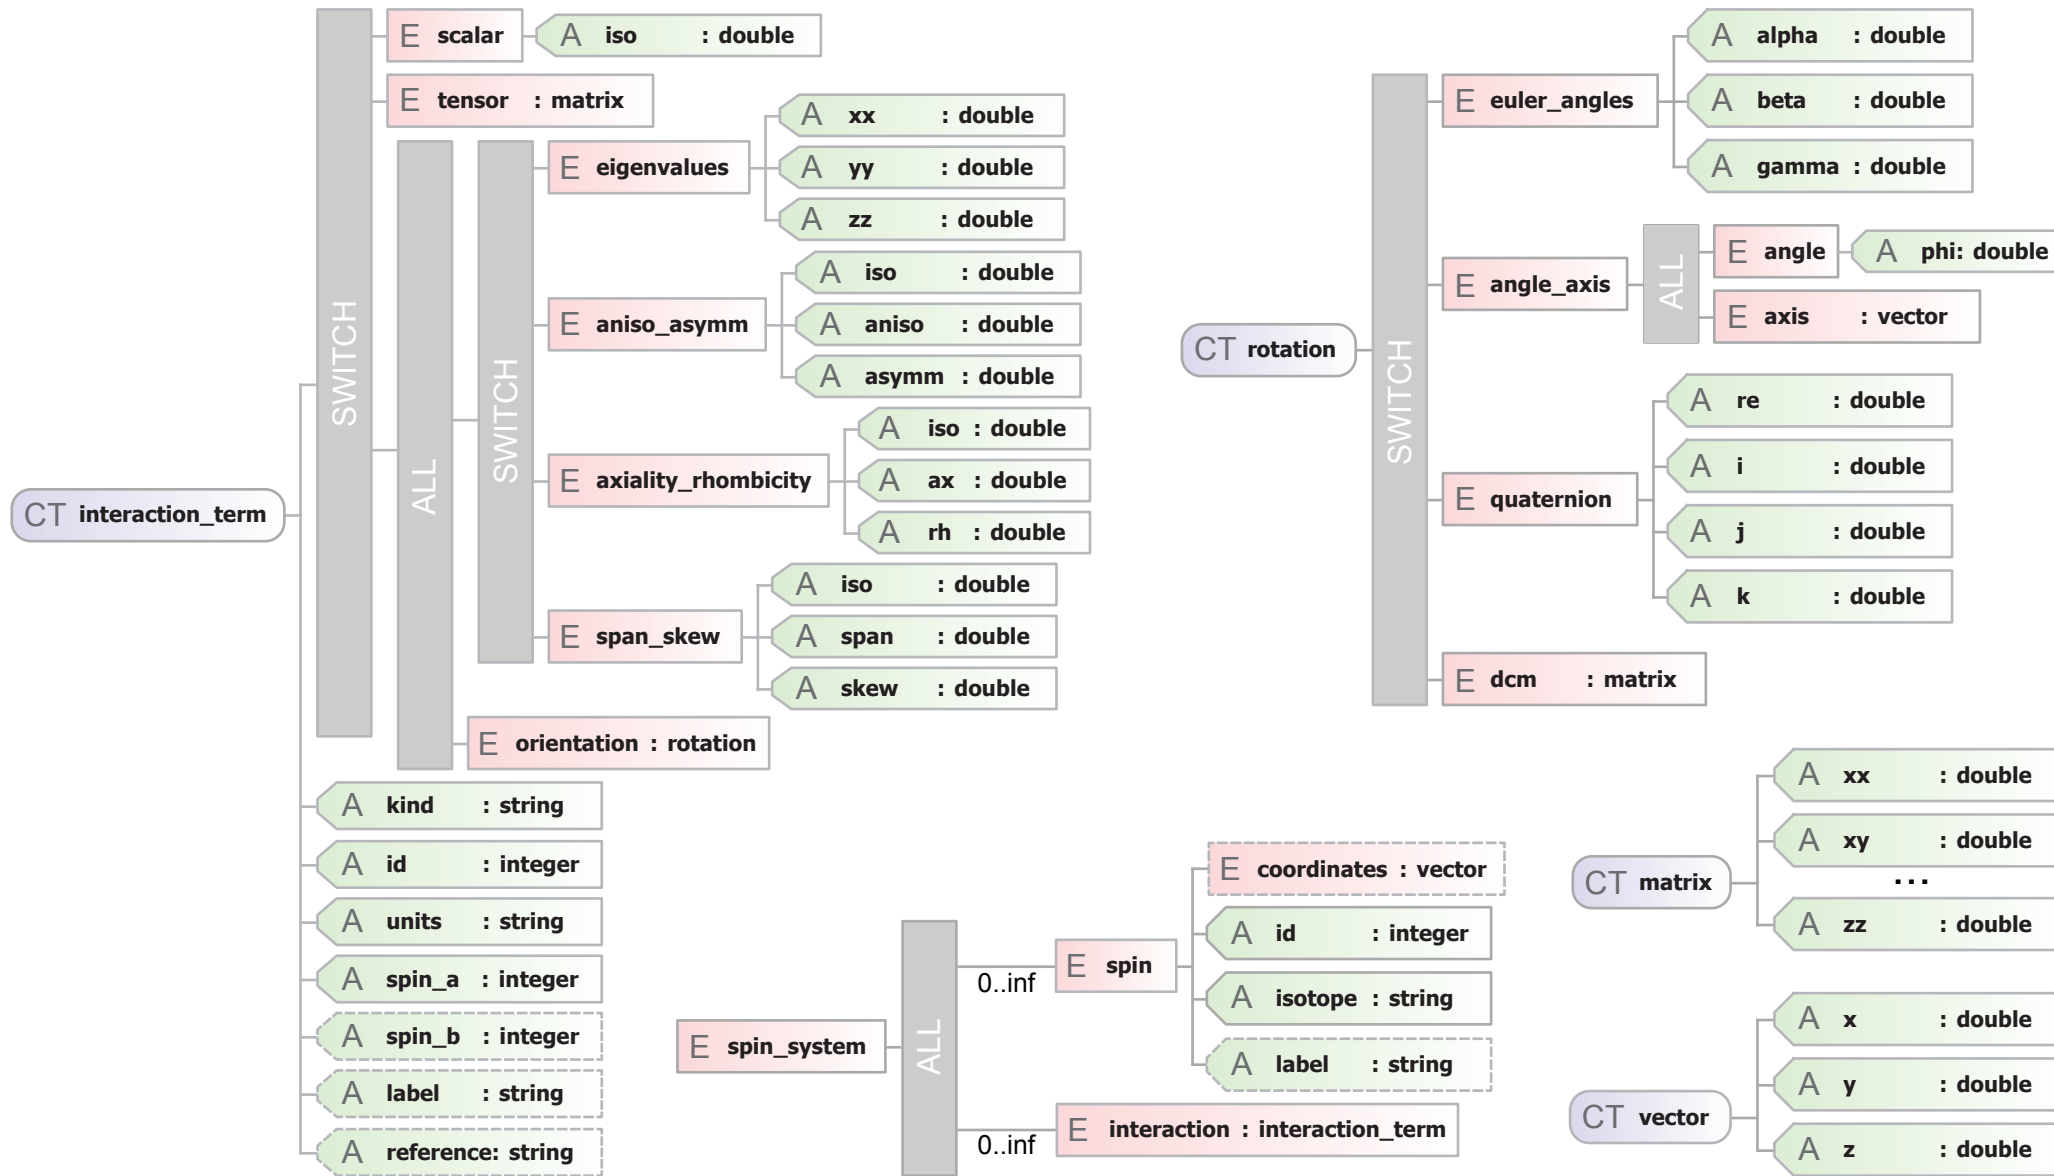 SWITCH
E scalar
A iso : double
E tensor : matrix
ALL
SWITCH
E eigenvalues
A xx : double
A yy : double
A zz : double
E aniso_asymm
A iso : double
A aniso : double
A asymm : double
E axiality_rhombicity
A iso : double
A ax : double
A rh : double
E span_skew
A iso : double
A span : double
A skew : double
E orientation : rotation
CT interaction_term
A kind : string
A id : integer
A units : string
A spin_a : integer
A spin_b : integer
A label : string
A reference: string
CT rotation
SWITCH
E euler_angles
A alpha : double
A beta : double
A gamma : double
E angle_axis
ALL
E angle
A phi: double
E axis : vector
E quaternion
A re : double
A i : double
A j : double
A k : double
E dcm : matrix
E spin_system
ALL
0..inf
E spin
E coordinates : vector
A id : integer
A isotope : string
A label : string
0..inf
E interaction : interaction_term
CT matrix
A xx : double
A xy : double
...
A zz : double
CT vector
A x : double
A y : double
A z : double